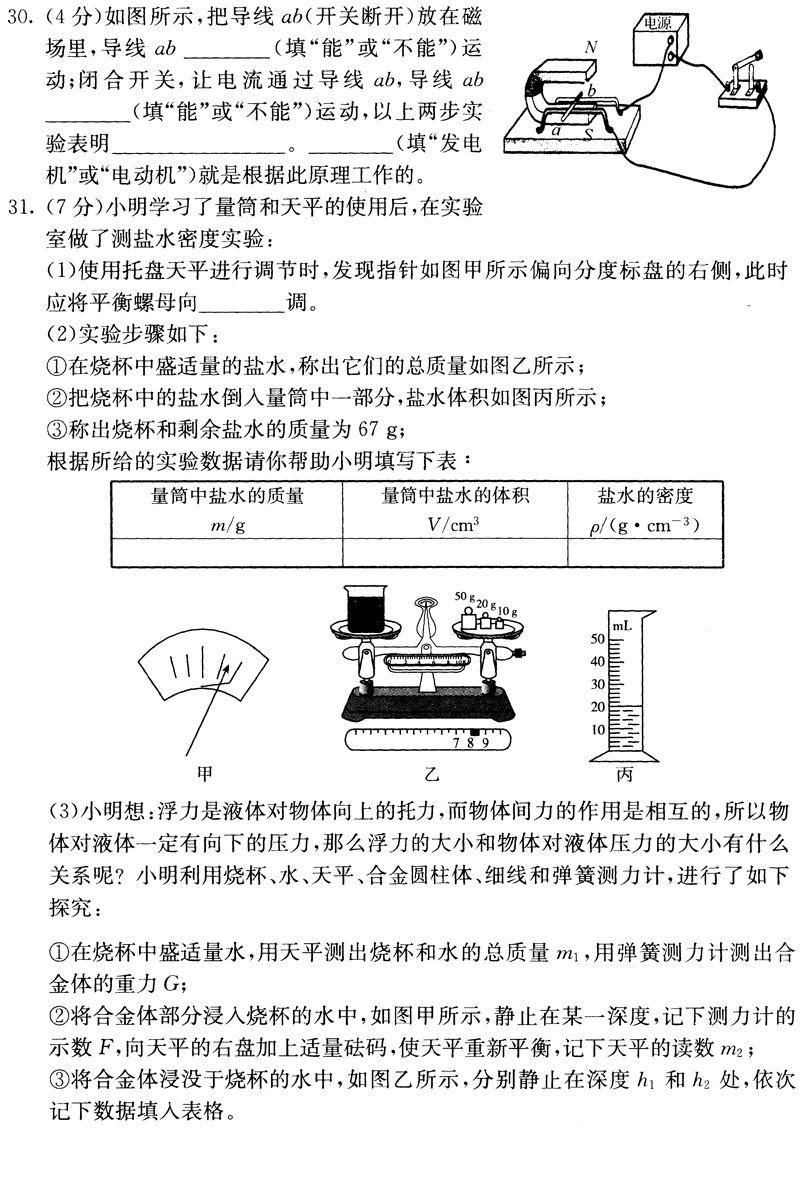 30. (4分)如图所示,把导线 ab(开关断开)放在磁
场里,导线 ab ________(填“能”或“不能”)运
动;闭合开关,让电流通过导线 ab,导线 ab
________(填“能”或“不能”)运动,以上两步实
验表明________________。________(填“发电
机”或“电动机”)就是根据此原理工作的。
电源
N
b
a
S
31. (7分)小明学习了量筒和天平的使用后,在实验
室做了测盐水密度实验:
(1)使用托盘天平进行调节时,发现指针如图甲所示偏向分度标盘的右侧,此时
应将平衡螺母向________调。
(2)实验步骤如下:
①在烧杯中盛适量的盐水,称出它们的总质量如图乙所示;
②把烧杯中的盐水倒入量筒中一部分,盐水体积如图丙所示;
③称出烧杯和剩余盐水的质量为 67 g;
根据所给的实验数据请你帮助小明填写下表:
量筒中盐水的质量 量筒中盐水的体积 盐水的密度
m/g V/cm³ ρ/(g·cm⁻³)
50 g 20 g 10 g
7 8 9
mL
50
40
30
20
10
甲 乙 丙
(3)小明想:浮力是液体对物体向上的托力,而物体间力的作用是相互的,所以物
体对液体一定有向下的压力,那么浮力的大小和物体对液体压力的大小有什么
关系呢? 小明利用烧杯、水、天平、合金圆柱体、细线和弹簧测力计,进行了如下
探究:
①在烧杯中盛适量水,用天平测出烧杯和水的总质量 m₁,用弹簧测力计测出合
金体的重力 G;
②将合金体部分浸入烧杯的水中,如图甲所示,静止在某一深度,记下测力计的
示数 F,向天平的右盘加上适量砝码,使天平重新平衡,记下天平的读数 m₂;
③将合金体浸没于烧杯的水中,如图乙所示,分别静止在深度 h₁ 和 h₂ 处,依次
记下数据填入表格。